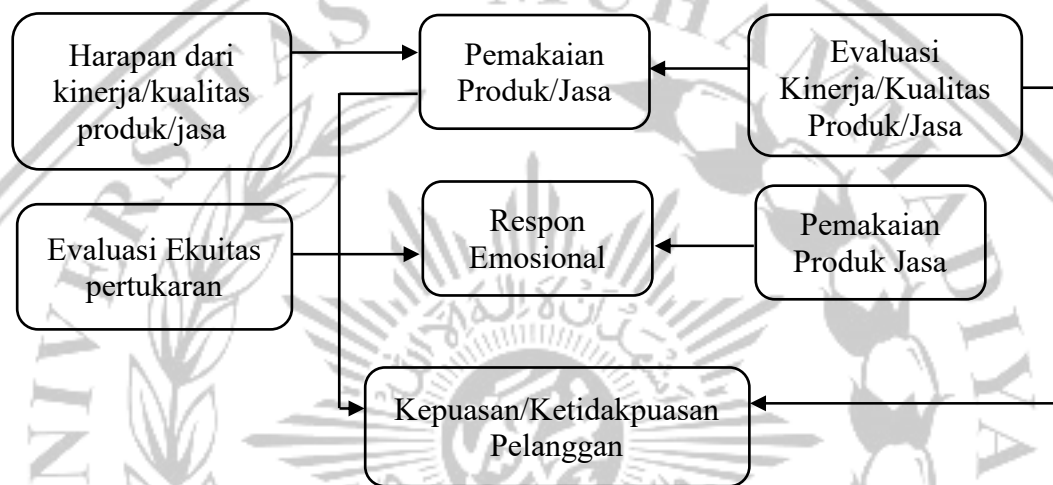 Harapan dari
kinerja/kualitas
produk/jasa
Pemakaian
Produk/Jasa
Evaluasi
Kinerja/Kualitas
Produk/Jasa
Evaluasi Ekuitas
pertukaran
Respon
Emosional
Pemakaian
Produk Jasa
Kepuasan/Ketidakpuasan
Pelanggan